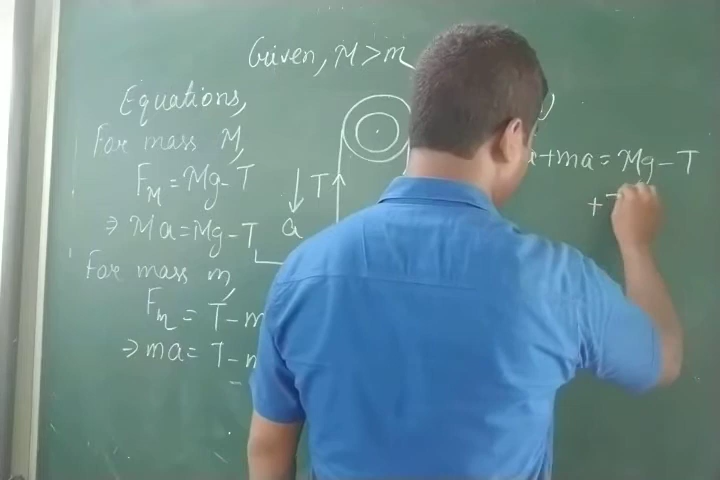 Given, M > m
Equations,
For mass M,
F_M = Mg - T
⇒ Ma = Mg - T
For mass m,
F_m = T - m
⇒ ma = T - m
T
a
+ ma = Mg - T
+ T